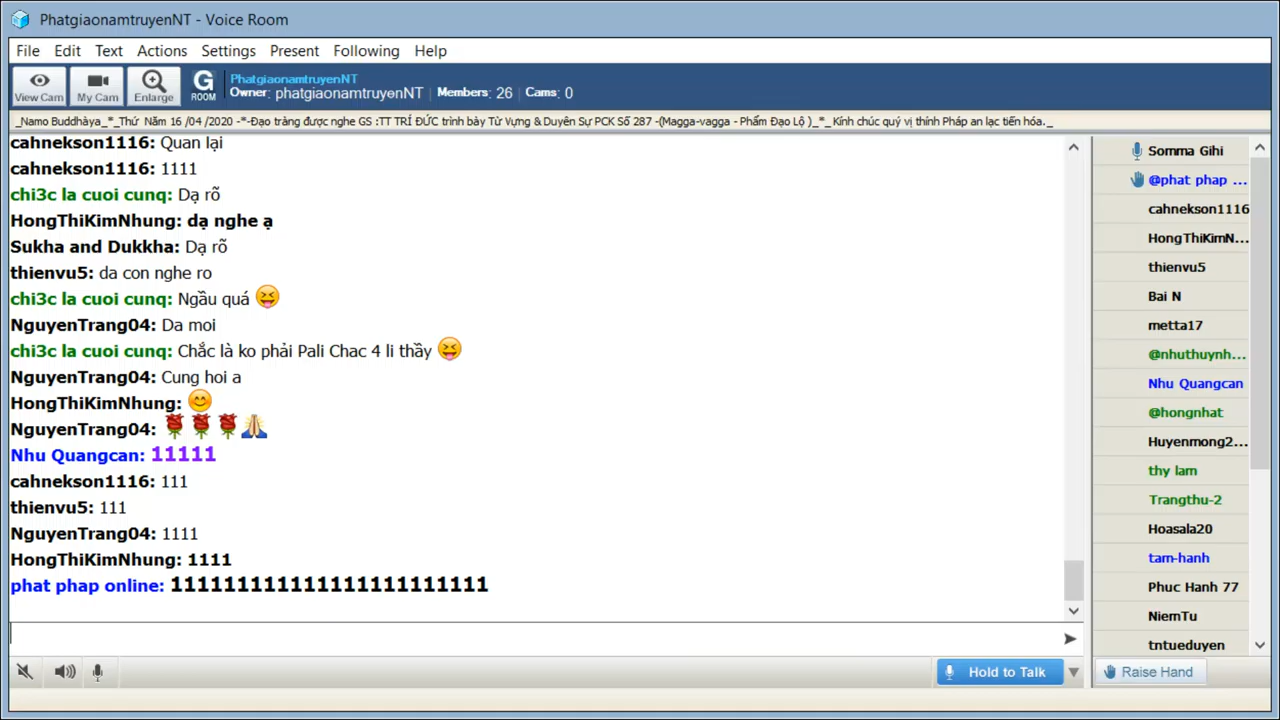 PhatgiaonamtruyenNT - Voice Room
File Edit Text Actions Settings Present Following Help
View Cam My Cam Enlarge G ROOM PhatgiaonamtruyenNT
Owner: phatgiaonamtruyenNT | Members: 26 | Cams: 0
_Namo Buddhàya_*_Thứ Năm 16 /04 /2020 -*-Đạo tràng được nghe GS :TT TRÍ ĐỨC trình bày Từ Vựng & Duyên Sự PCK Số 287 -(Magga-vagga - Phẩm Đạo Lộ )_*_ Kính chúc quý vị thính Pháp an lạc tiến hóa._
cahnekson1116: Quan lại
cahnekson1116: 1111
chi3c la cuoi cunq: Dạ rõ
HongThiKimNhung: dạ nghe ạ
Sukha and Dukkha: Dạ rõ
thienvu5: da con nghe ro
chi3c la cuoi cunq: Ngầu quá 😝
NguyenTrang04: Da moi
chi3c la cuoi cunq: Chắc là ko phải Pali Chac 4 li thầy 😝
NguyenTrang04: Cung hoi a
HongThiKimNhung: 😊
NguyenTrang04: 🌹🌹🌹🙏
Nhu Quangcan: 11111
cahnekson1116: 111
thienvu5: 111
NguyenTrang04: 1111
HongThiKimNhung: 1111
phat phap online: 111111111111111111111111
Somma Gihi
@phat phap ...
cahnekson1116
HongThiKimN...
thienvu5
Bai N
metta17
@nhuthuynh...
Nhu Quangcan
@hongnhat
Huyenmong2...
thy lam
Trangthu-2
Hoasala20
tam-hanh
Phuc Hanh 77
NiemTu
tntueduyen
Hold to Talk
Raise Hand